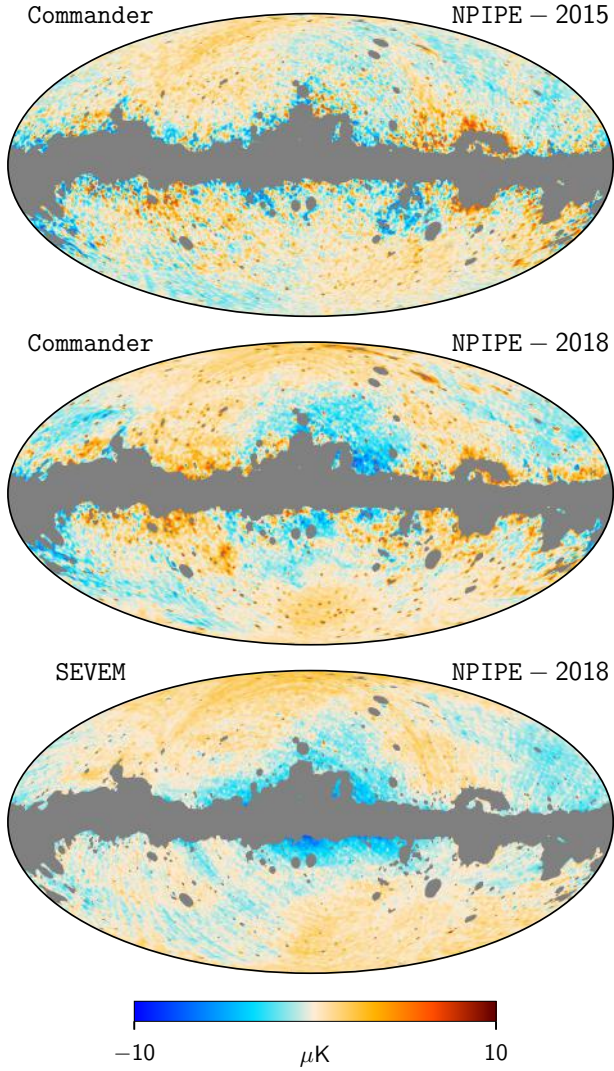 Commander NPIPE − 2015
Commander NPIPE − 2018
SEVEM NPIPE − 2018
−10 μK 10